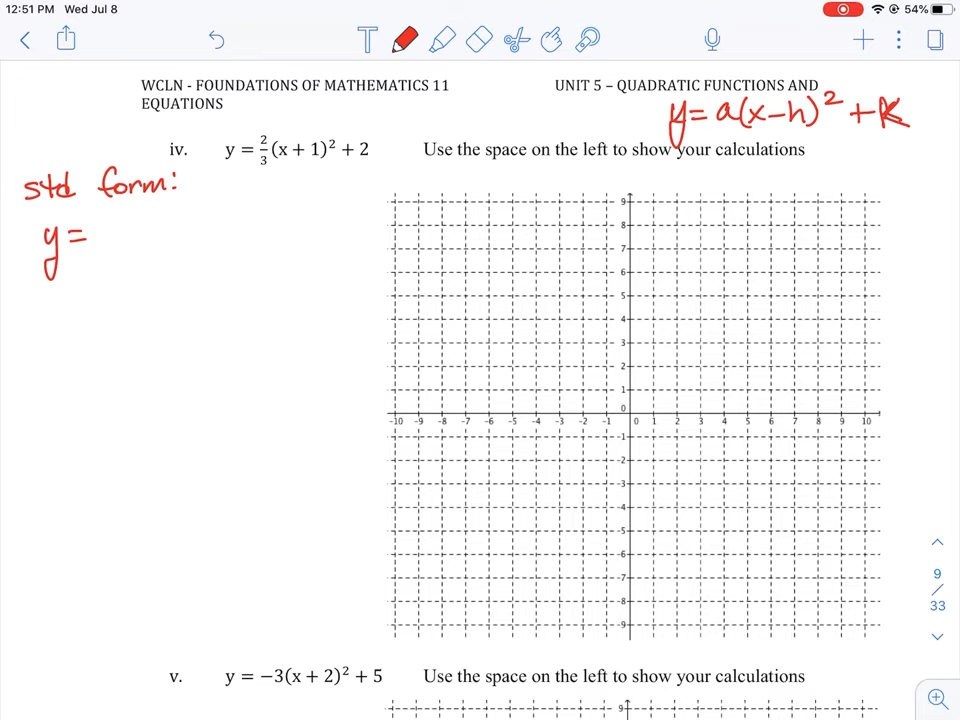 12:51 PM Wed Jul 8 54%
T
WCLN - FOUNDATIONS OF MATHEMATICS 11 UNIT 5 – QUADRATIC FUNCTIONS AND
EQUATIONS
y = a(x-h)² + k
iv. y = 2/3 (x + 1)² + 2 Use the space on the left to show your calculations
std form:
y =
9
8
7
6
5
4
3
2
1
0
-10 -9 -8 -7 -6 -5 -4 -3 -2 -1 0 1 2 3 4 5 6 7 8 9 10
-1
-2
-3
-4
-5
-6
-7
-8
-9
9
/
33
v. y = −3(x + 2)² + 5 Use the space on the left to show your calculations
9